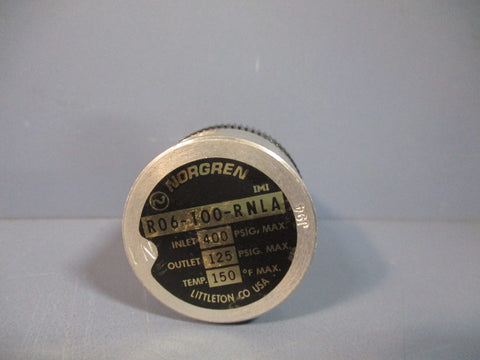 NORGREN
IMI
R06-100-RNLA
INLET 400 PSIG. MAX.
OUTLET 125 PSIG. MAX.
TEMP. 150 °F MAX.
LITTLETON CO USA